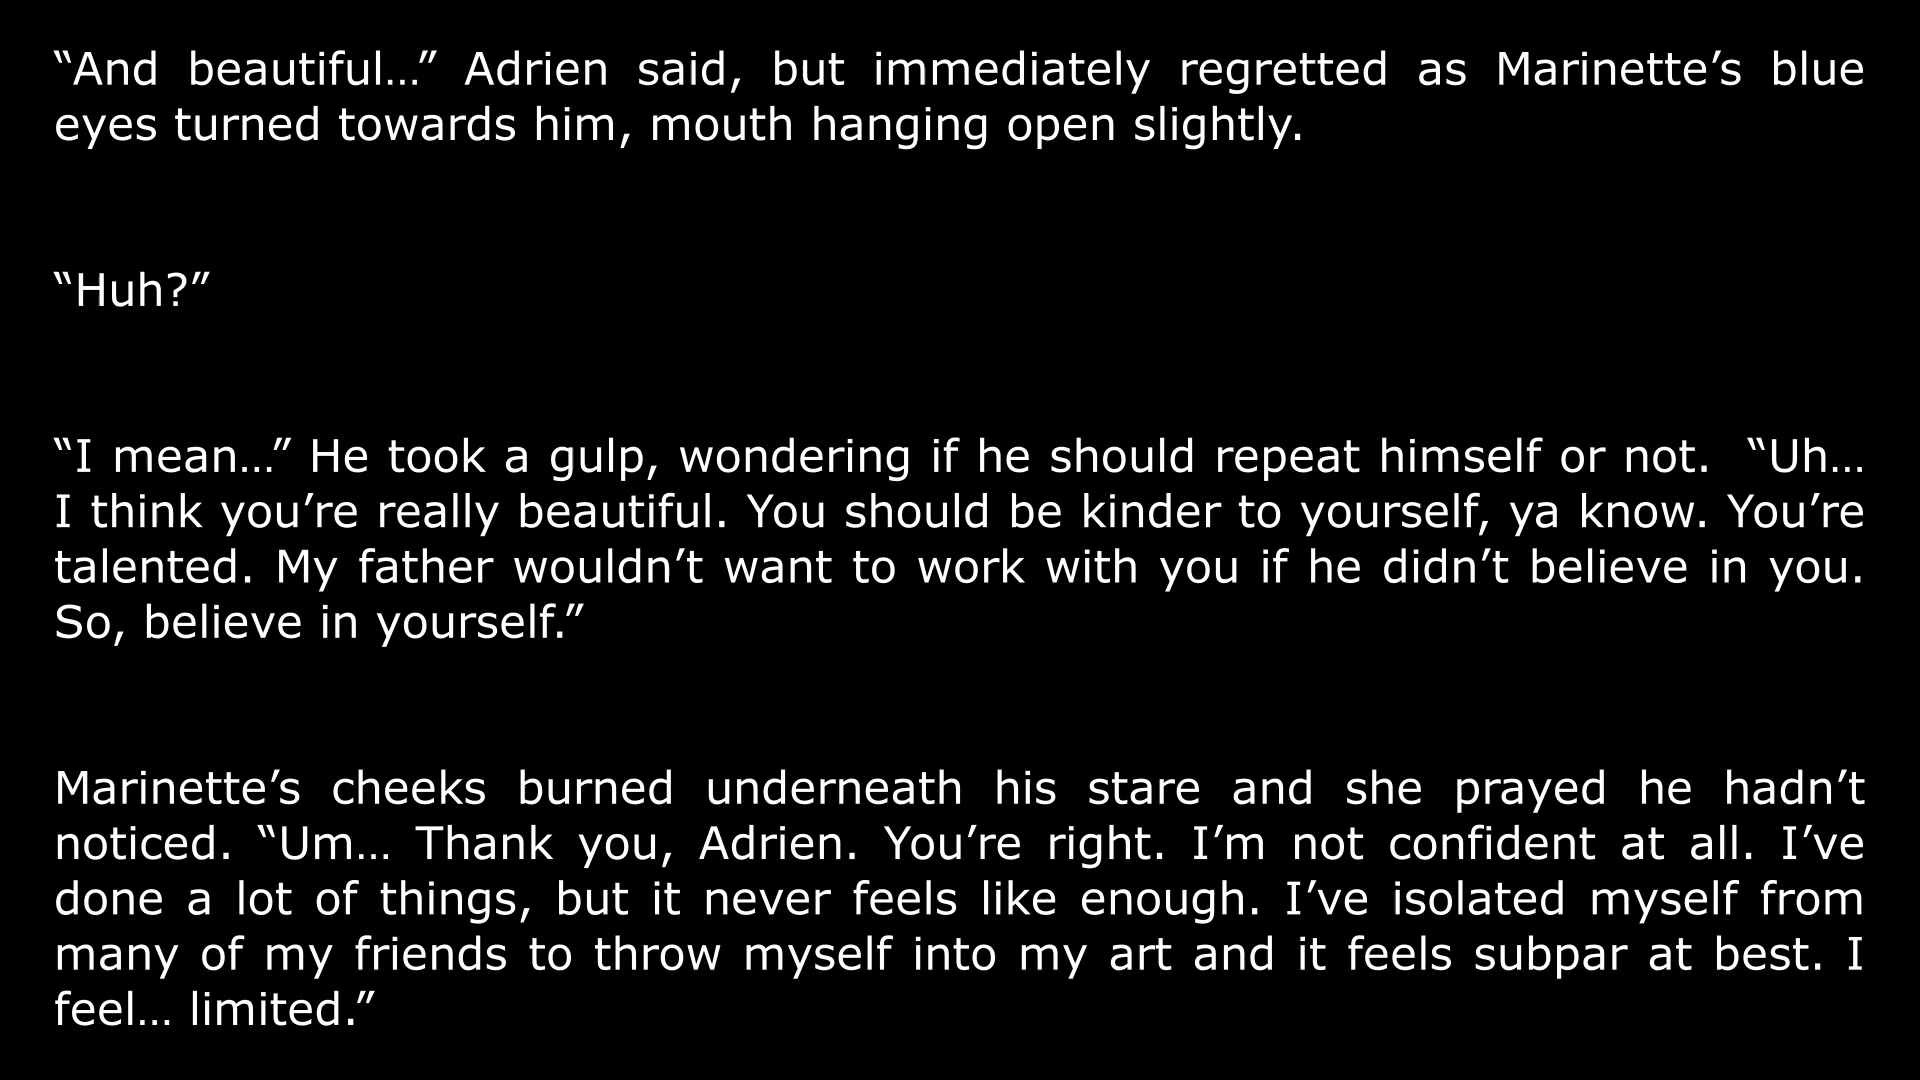 “And beautiful…” Adrien said, but immediately regretted as Marinette’s blue
eyes turned towards him, mouth hanging open slightly.
“Huh?”
“I mean…” He took a gulp, wondering if he should repeat himself or not.  “Uh…
I think you’re really beautiful. You should be kinder to yourself, ya know. You’re
talented. My father wouldn’t want to work with you if he didn’t believe in you.
So, believe in yourself.”
Marinette’s cheeks burned underneath his stare and she prayed he hadn’t
noticed. “Um… Thank you, Adrien. You’re right. I’m not confident at all. I’ve
done a lot of things, but it never feels like enough. I’ve isolated myself from
many of my friends to throw myself into my art and it feels subpar at best. I
feel… limited.”